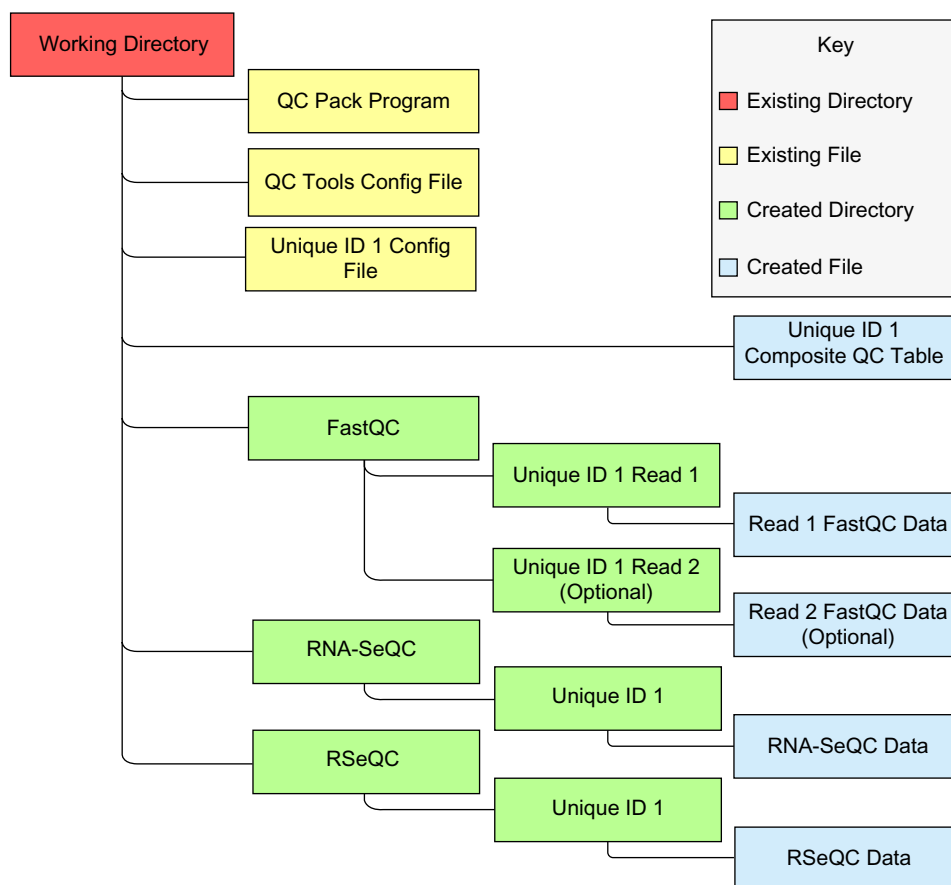 Working Directory
Key
QC Pack Program
Existing Directory
Existing File
QC Tools Config File
Created Directory
Unique ID 1 Config
File
Created File
Unique ID 1
Composite QC Table
FastQC
Unique ID 1 Read 1
Read 1 FastQC Data
Unique ID 1 Read 2
(Optional)
Read 2 FastQC Data
(Optional)
RNA-SeQC
Unique ID 1
RNA-SeQC Data
RSeQC
Unique ID 1
RSeQC Data